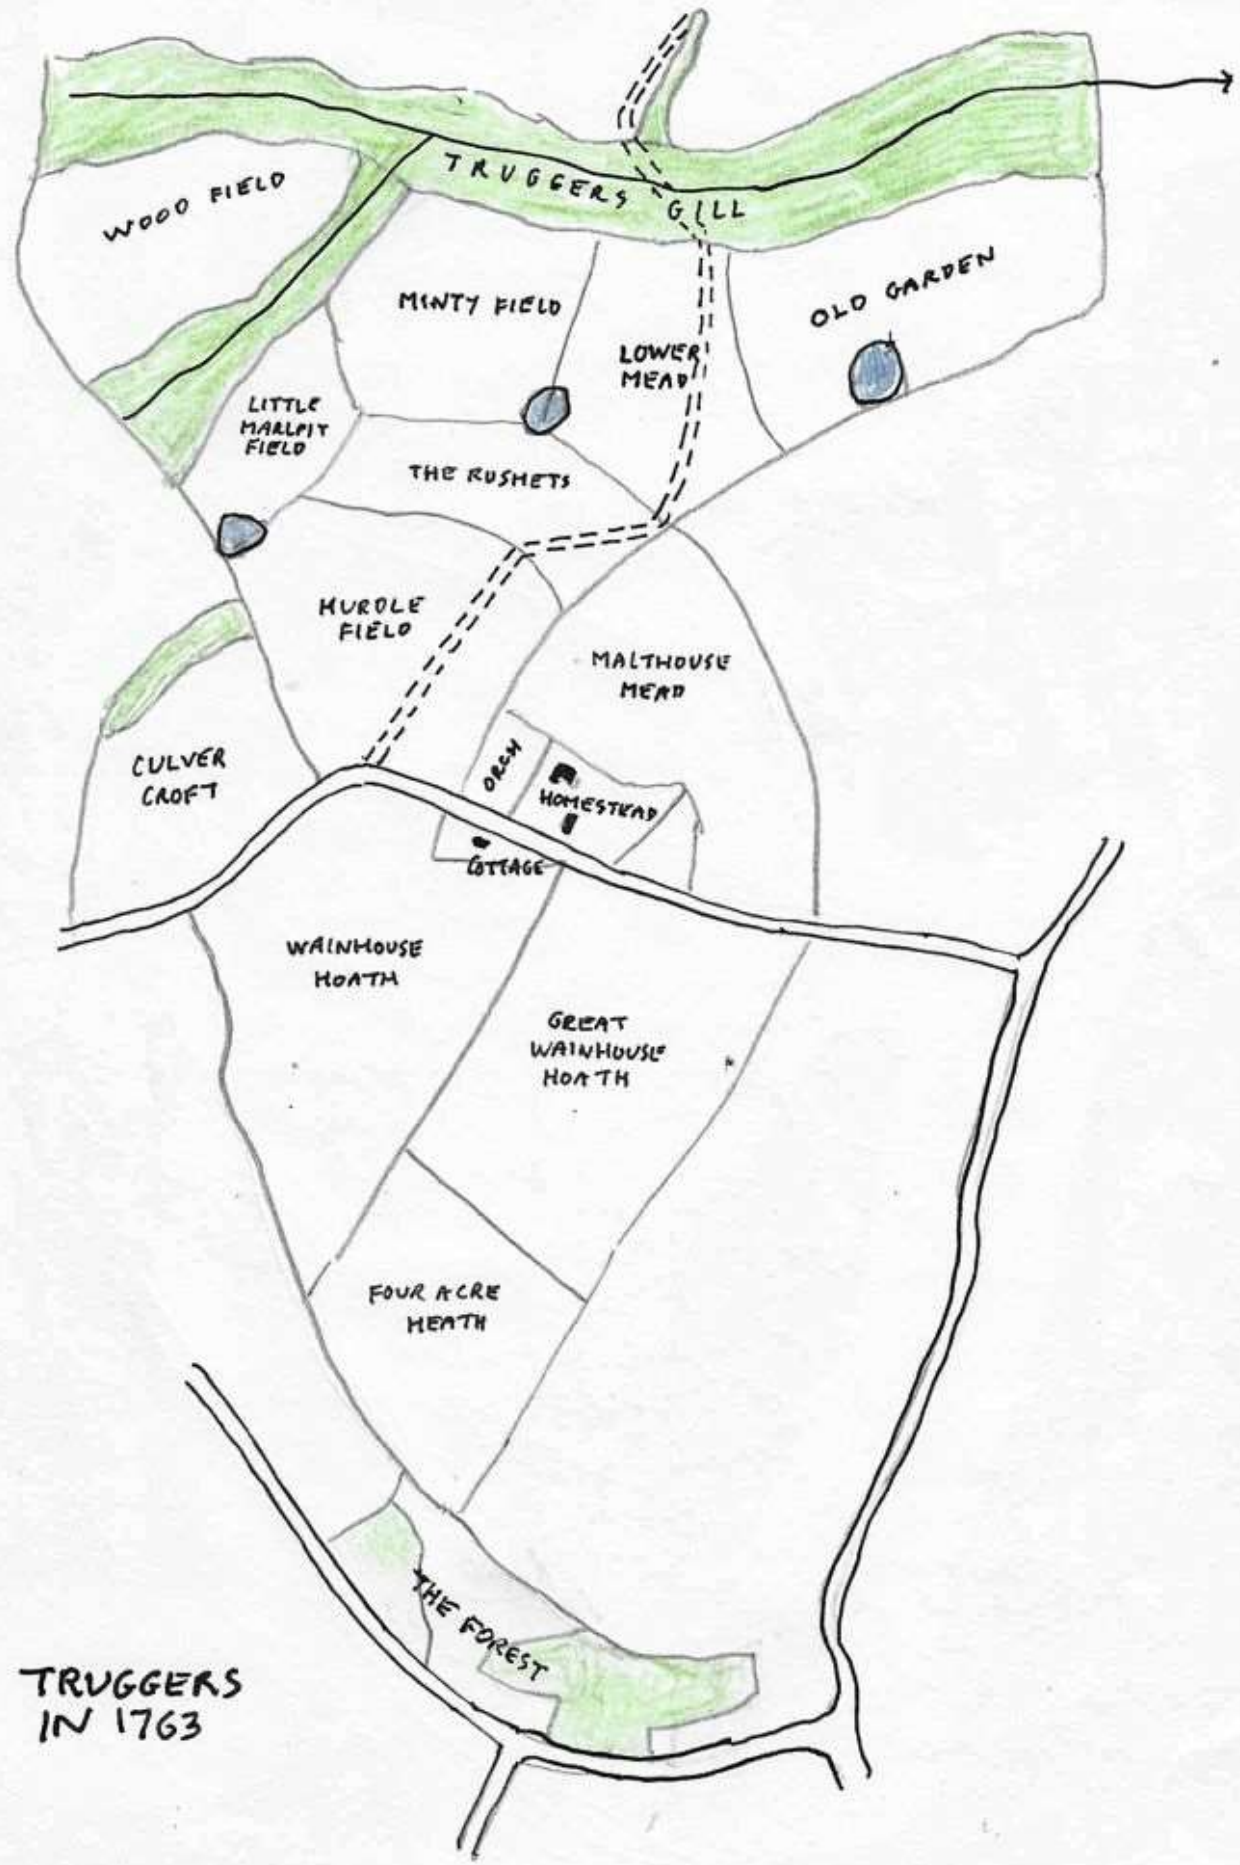 TRUGGERS GILL
WOOD FIELD
MINTY FIELD
OLD GARDEN
LOWER
MEAD
LITTLE
MARLPIT
FIELD
THE RUSHETS
HURDLE
FIELD
MALTHOUSE
MEAD
CULVER
CROFT
ORCH
HOMESTEAD
COTTAGE
WAINHOUSE
HOATH
GREAT
WAINHOUSE
HOATH
FOUR ACRE
HEATH
THE FOREST
TRUGGERS
IN 1763